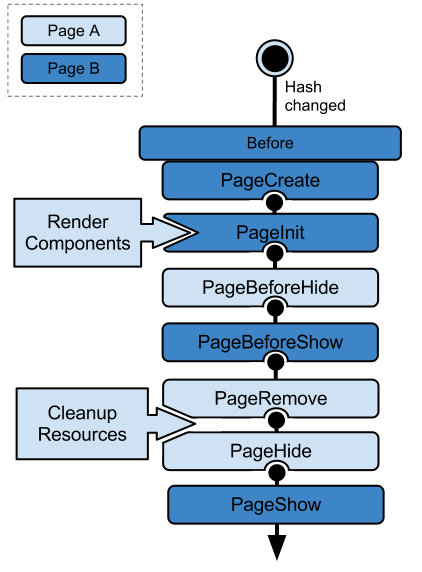 Page A
Page B
Hash
changed
Before
PageCreate
Render
Components
PageInit
PageBeforeHide
PageBeforeShow
PageRemove
Cleanup
Resources
PageHide
PageShow